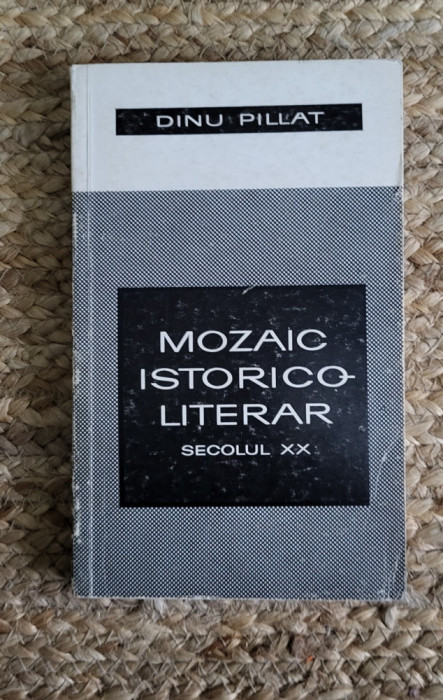 DINU PILLAT
MOZAIC
ISTORICO-
LITERAR
SECOLUL XX